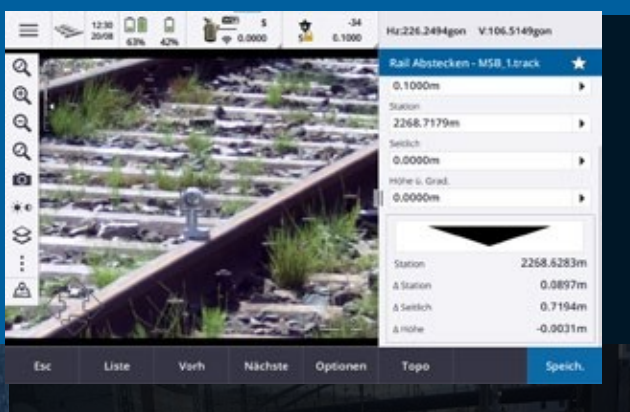 12:30
20/08
63%
42%
S
0.0000
-34
0.1000
Hz:226.2494gon V:106.5149gon
Rail Abstecken - MSB_1.track
0.1000m
Station
2268.7179m
Seitlich
0.0000m
Höhe ü. Grad.
0.0000m
Station 2268.6283m
Δ Station 0.0897m
Δ Seitlich 0.7194m
Δ Höhe -0.0031m
Esc Liste Vorh Nächste Optionen Topo Speich.